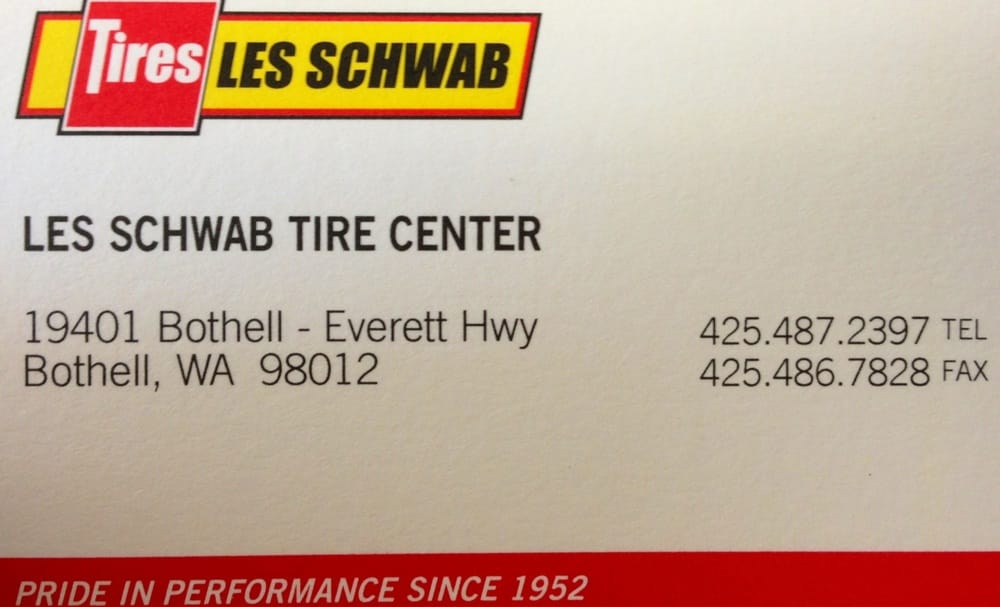 Tires LES SCHWAB
LES SCHWAB TIRE CENTER
19401 Bothell - Everett Hwy 425.487.2397 TEL
Bothell, WA 98012 425.486.7828 FAX
PRIDE IN PERFORMANCE SINCE 1952